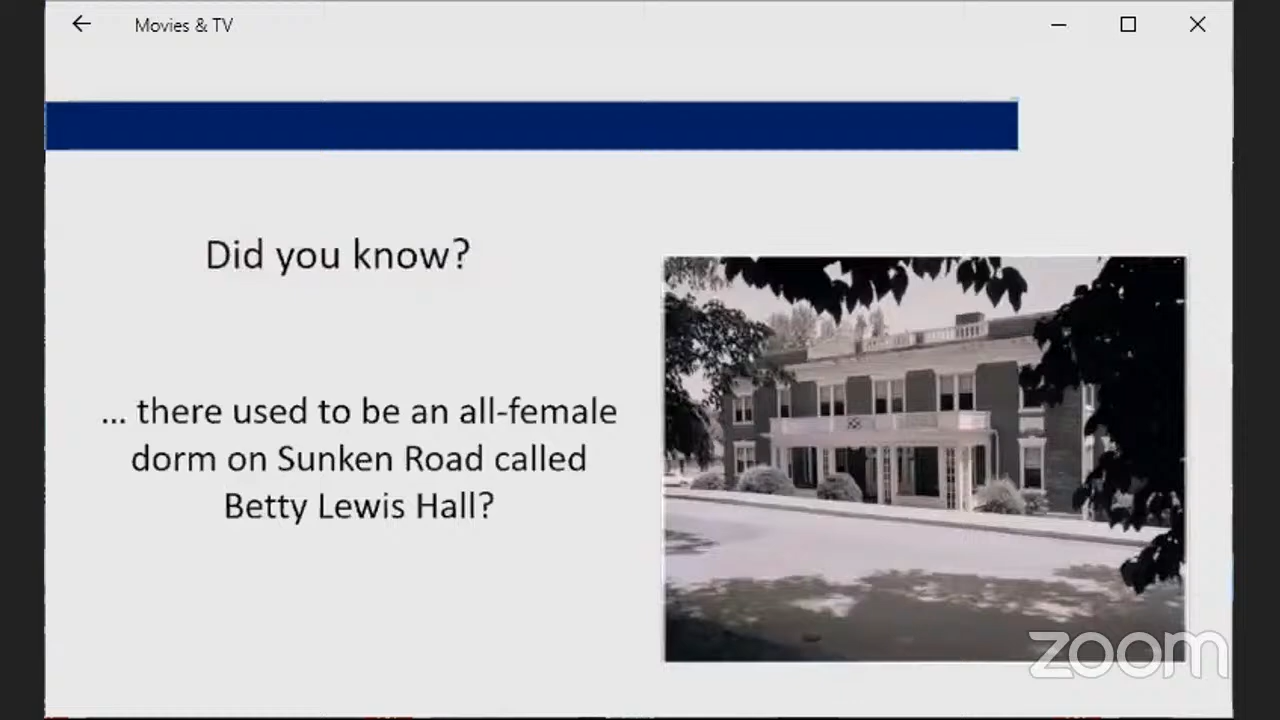 Movies & TV
Did you know?
... there used to be an all-female
dorm on Sunken Road called
Betty Lewis Hall?
zoom